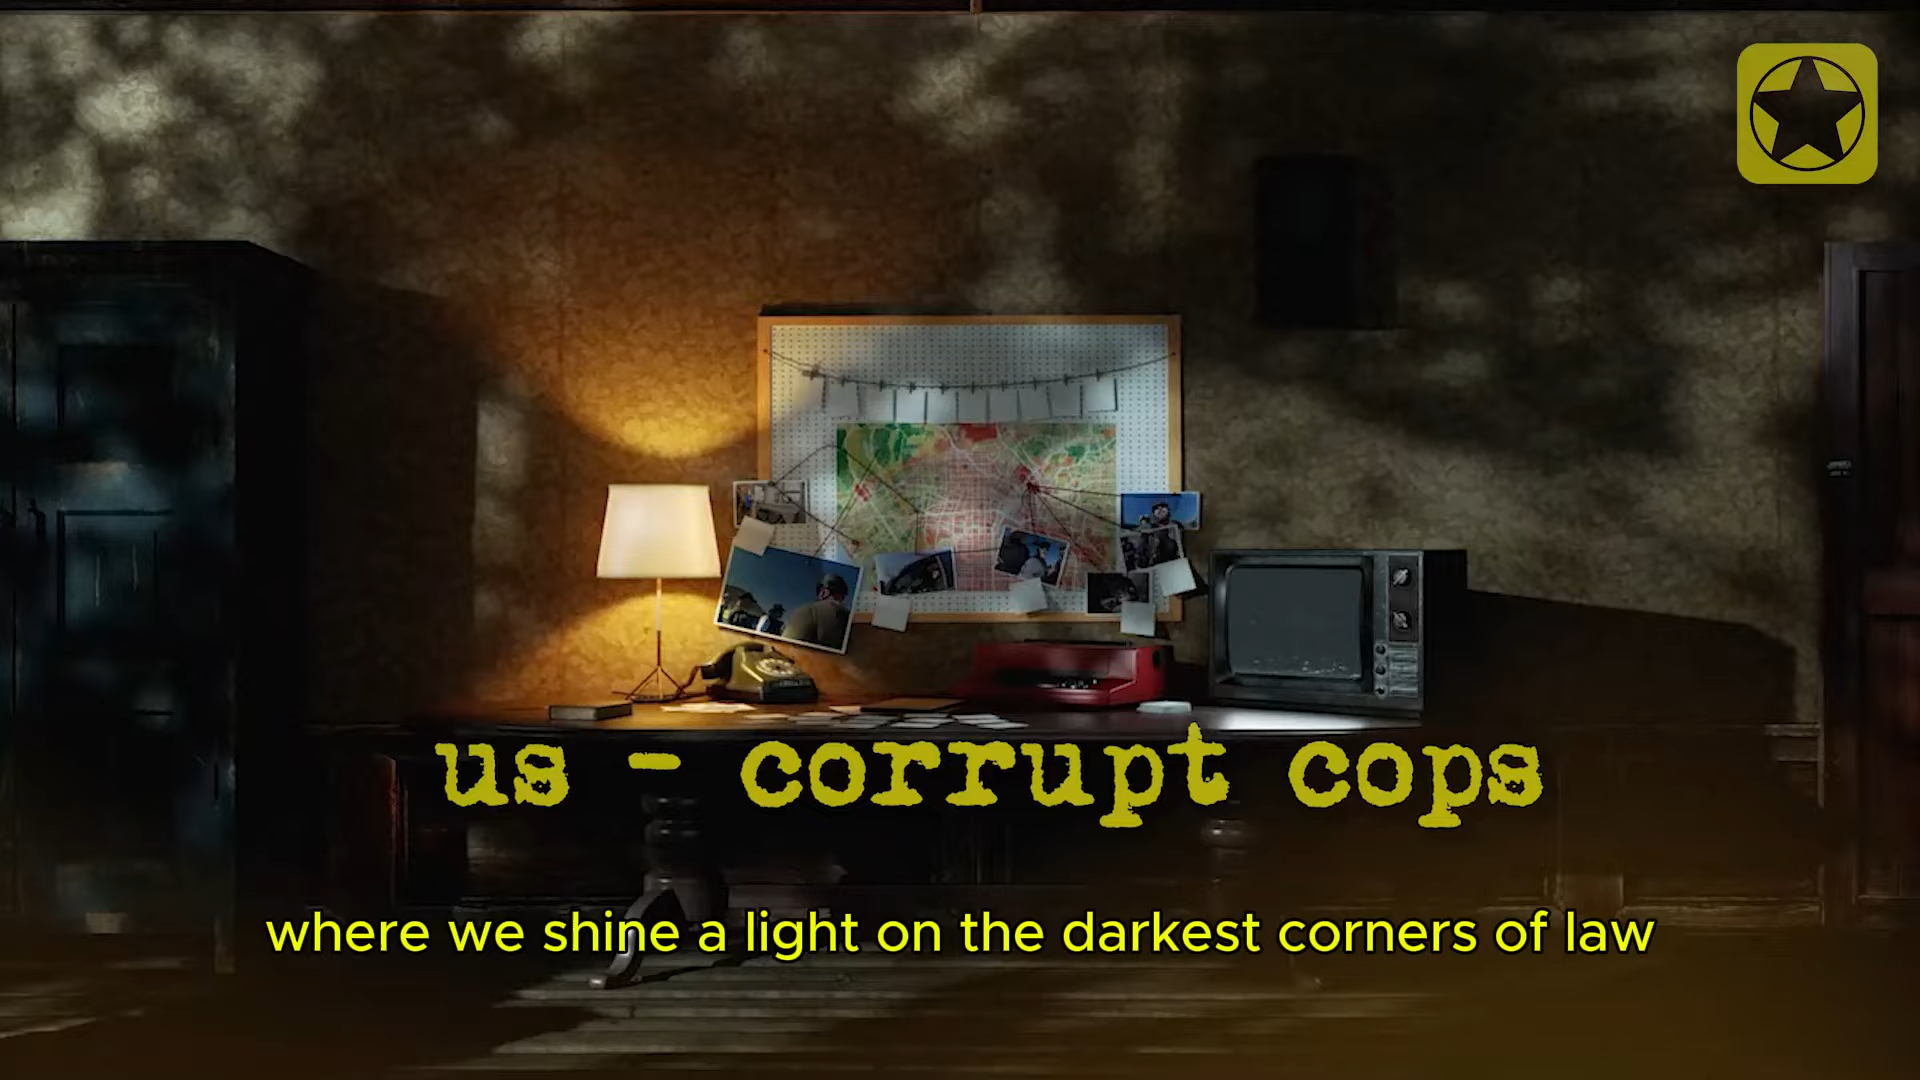 us - corrupt cops
where we shine a light on the darkest corners of law